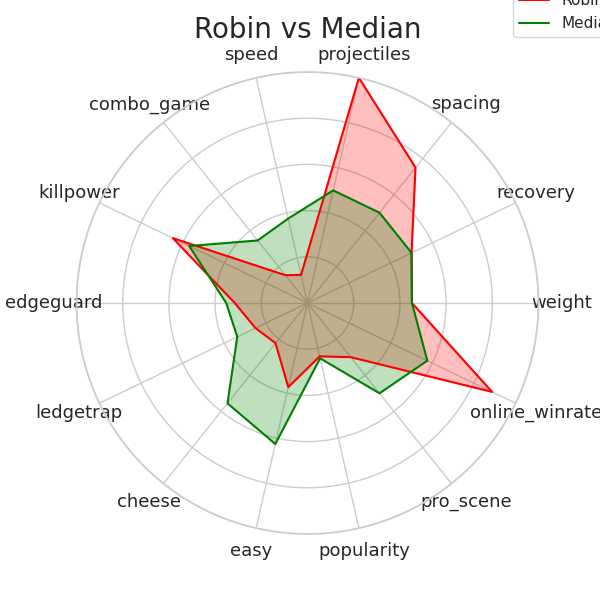 Robin vs Median
speed
projectiles
combo_game
spacing
killpower
recovery
edgeguard
weight
ledgetrap
online_winrate
cheese
pro_scene
easy
popularity